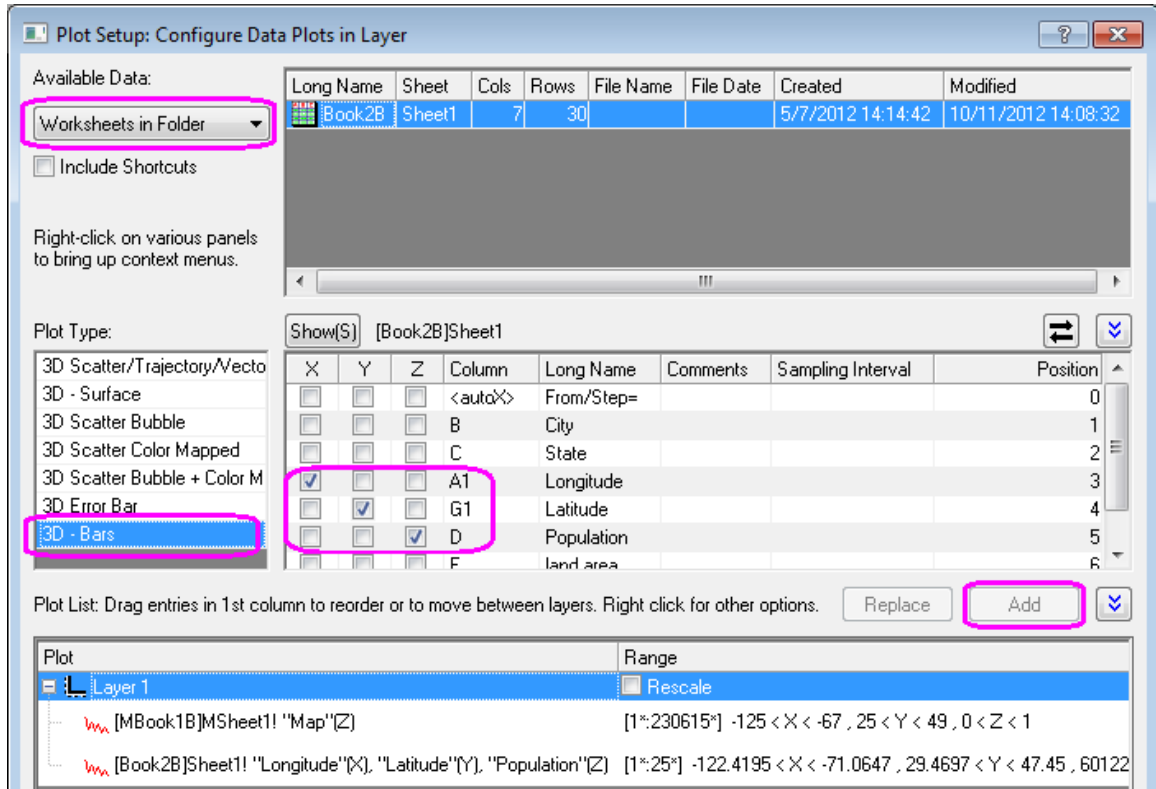 Plot Setup: Configure Data Plots in Layer
Available Data:
Worksheets in Folder
Include Shortcuts
Right-click on various panels
to bring up context menus.
Long Name Sheet Cols Rows File Name File Date Created Modified
Book2B Sheet1 7 30 5/7/2012 14:14:42 10/11/2012 14:08:32
Plot Type:
3D Scatter/Trajectory/Vecto
3D - Surface
3D Scatter Bubble
3D Scatter Color Mapped
3D Scatter Bubble + Color M
3D Error Bar
3D - Bars
Show(S) [Book2B]Sheet1
X Y Z Column Long Name Comments Sampling Interval Position
<autoX> From/Step= 0
B City 1
C State 2
A1 Longitude 3
G1 Latitude 4
D Population 5
land area 6
Plot List: Drag entries in 1st column to reorder or to move between layers. Right click for other options.
Replace
Add
Plot Range
Layer 1 Rescale
[MBook1B]MSheet1! "Map"(Z) [1*:230615*] -125 < X < -67 , 25 < Y < 49 , 0 < Z < 1
[Book2B]Sheet1! "Longitude"(X), "Latitude"(Y), "Population"(Z) [1*:25*] -122.4195 < X < -71.0647 , 29.4697 < Y < 47.45 , 60122